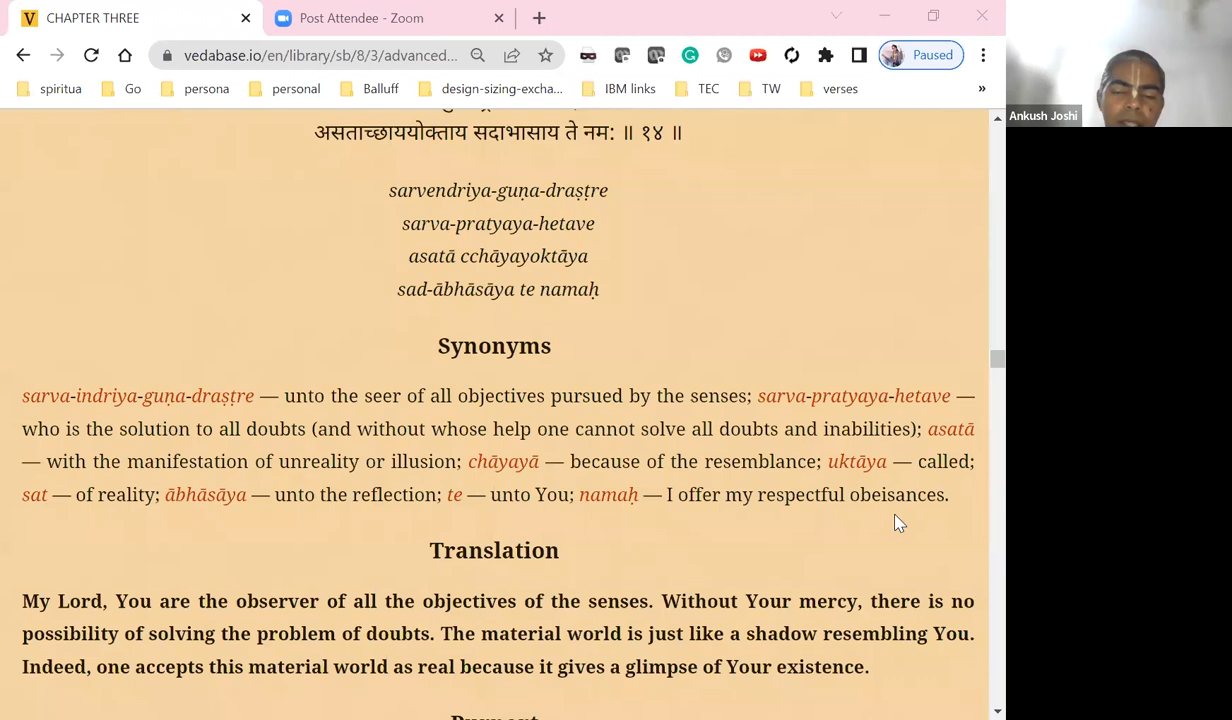 CHAPTER THREE
Post Attendee - Zoom
vedabase.io/en/library/sb/8/3/advanced...
Paused
spiritua
Go
persona
personal
Balluff
design-sizing-excha...
IBM links
TEC
TW
verses
»
Ankush Joshi
असताच्छाययोक्ताय सदाभासाय ते नम: ॥ १४ ॥
sarvendriya-guṇa-draṣṭre
sarva-pratyaya-hetave
asatā cchāyayoktāya
sad-ābhāsāya te namaḥ
Synonyms
sarva-indriya-guṇa-draṣṭre — unto the seer of all objectives pursued by the senses; sarva-pratyaya-hetave —
who is the solution to all doubts (and without whose help one cannot solve all doubts and inabilities); asatā
— with the manifestation of unreality or illusion; chāyayā — because of the resemblance; uktāya — called;
sat — of reality; ābhāsāya — unto the reflection; te — unto You; namaḥ — I offer my respectful obeisances.
Translation
My Lord, You are the observer of all the objectives of the senses. Without Your mercy, there is no
possibility of solving the problem of doubts. The material world is just like a shadow resembling You.
Indeed, one accepts this material world as real because it gives a glimpse of Your existence.